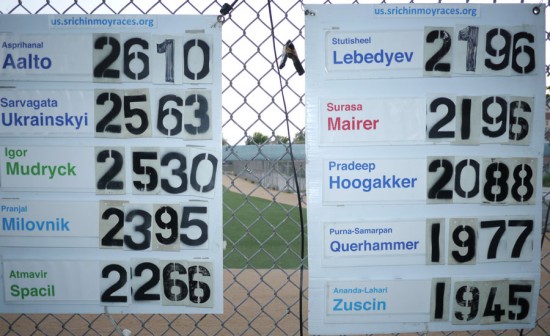 us.srichinmoyraces.org
Asprihanal
Aalto 2610
Sarvagata
Ukrainskyi 2563
Igor
Mudryck 2530
Pranjal
Milovnik 2395
Atmavir
Spacil 2266
us.srichinmoyraces.org
Stutisheel
Lebedyev 2196
Surasa
Mairer 2196
Pradeep
Hoogakker 2088
Purna-Samarpan
Querhammer 1977
Ananda-Lahari
Zuscin 1945